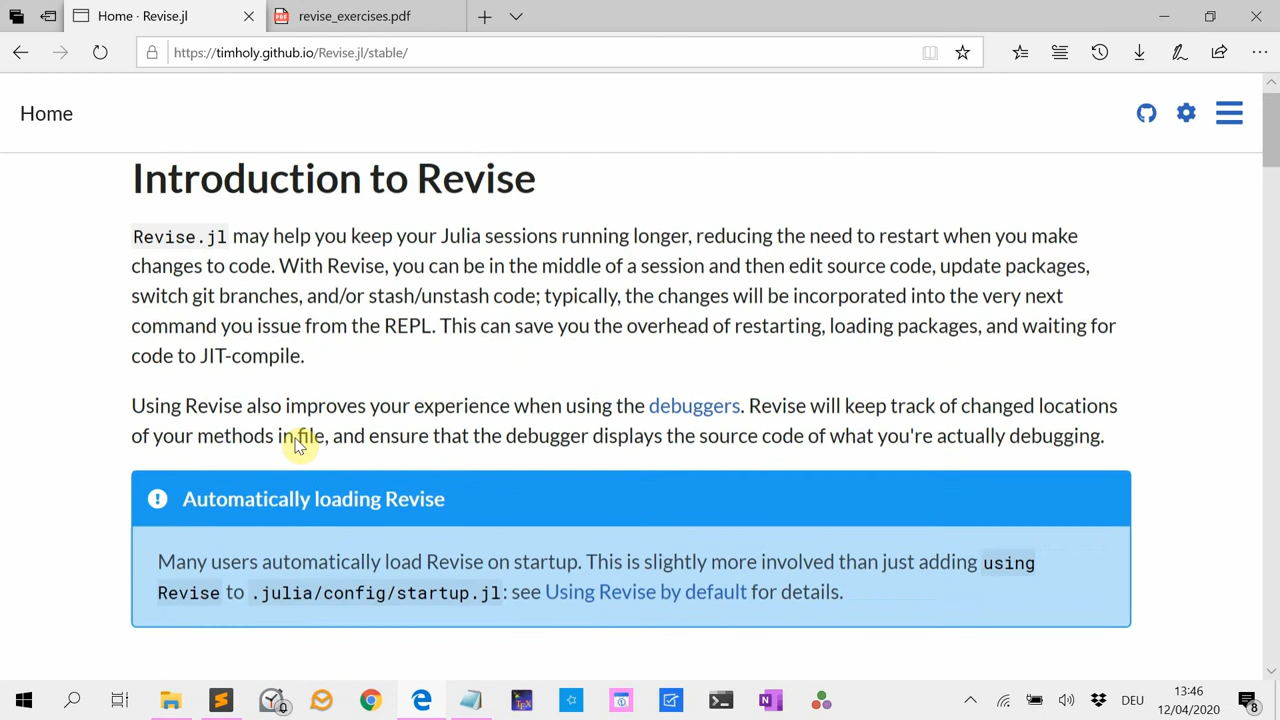 Home · Revise.jl
revise_exercises.pdf
https://timholy.github.io/Revise.jl/stable/
Home
Introduction to Revise
Revise.jl may help you keep your Julia sessions running longer, reducing the need to restart when you make
changes to code. With Revise, you can be in the middle of a session and then edit source code, update packages,
switch git branches, and/or stash/unstash code; typically, the changes will be incorporated into the very next
command you issue from the REPL. This can save you the overhead of restarting, loading packages, and waiting for
code to JIT-compile.
Using Revise also improves your experience when using the debuggers. Revise will keep track of changed locations
of your methods in file, and ensure that the debugger displays the source code of what you're actually debugging.
Automatically loading Revise
Many users automatically load Revise on startup. This is slightly more involved than just adding using
Revise to .julia/config/startup.jl: see Using Revise by default for details.
DEU
13:46
12/04/2020
8